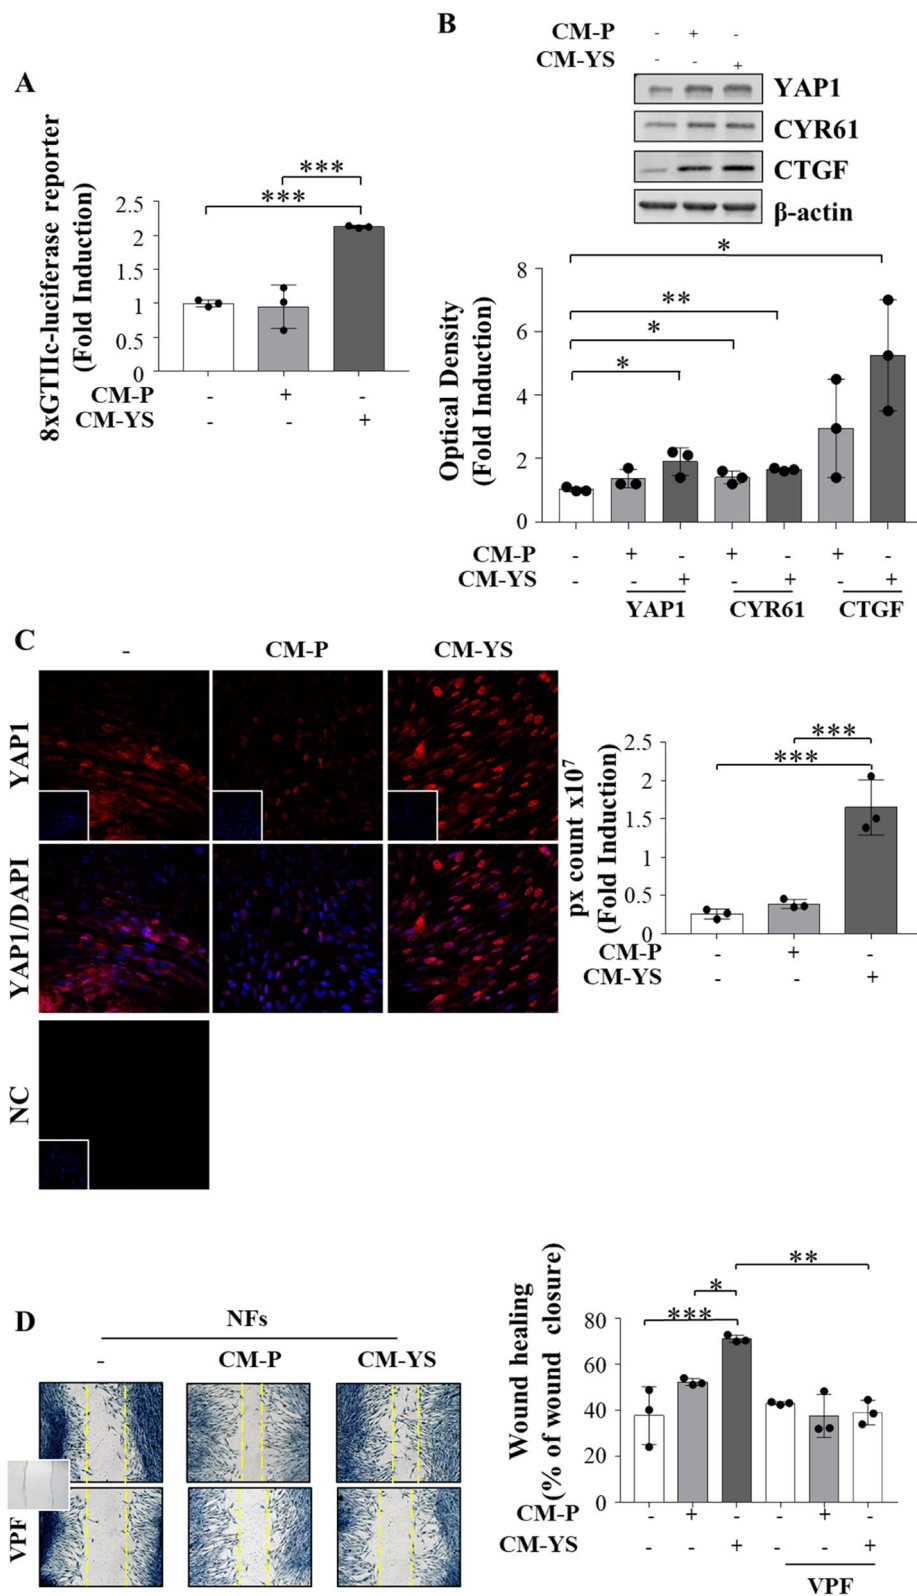 A
8xGTIIc-luciferase reporter
(Fold Induction)
***
***
2.5
2
1.5
1
0.5
0
CM-P - + -
CM-YS - - +
B
CM-P - + -
CM-YS - - +
YAP1
CYR61
CTGF
β-actin
Optical Density
(Fold Induction)
*
**
*
*
8
6
4
2
0
CM-P - + - + - + -
CM-YS - - + - + - +
YAP1 CYR61 CTGF
C
- CM-P CM-YS
YAP1
YAP1/DAPI
NC
px count x10⁷
(Fold Induction)
***
***
2.5
2
1.5
1
0.5
0
CM-P - + -
CM-YS - - +
D
NFs
- CM-P CM-YS
VPF
Wound healing
(% of wound closure)
**
*
***
80
60
40
20
0
CM-P - + - - + -
CM-YS - - + - - +
VPF